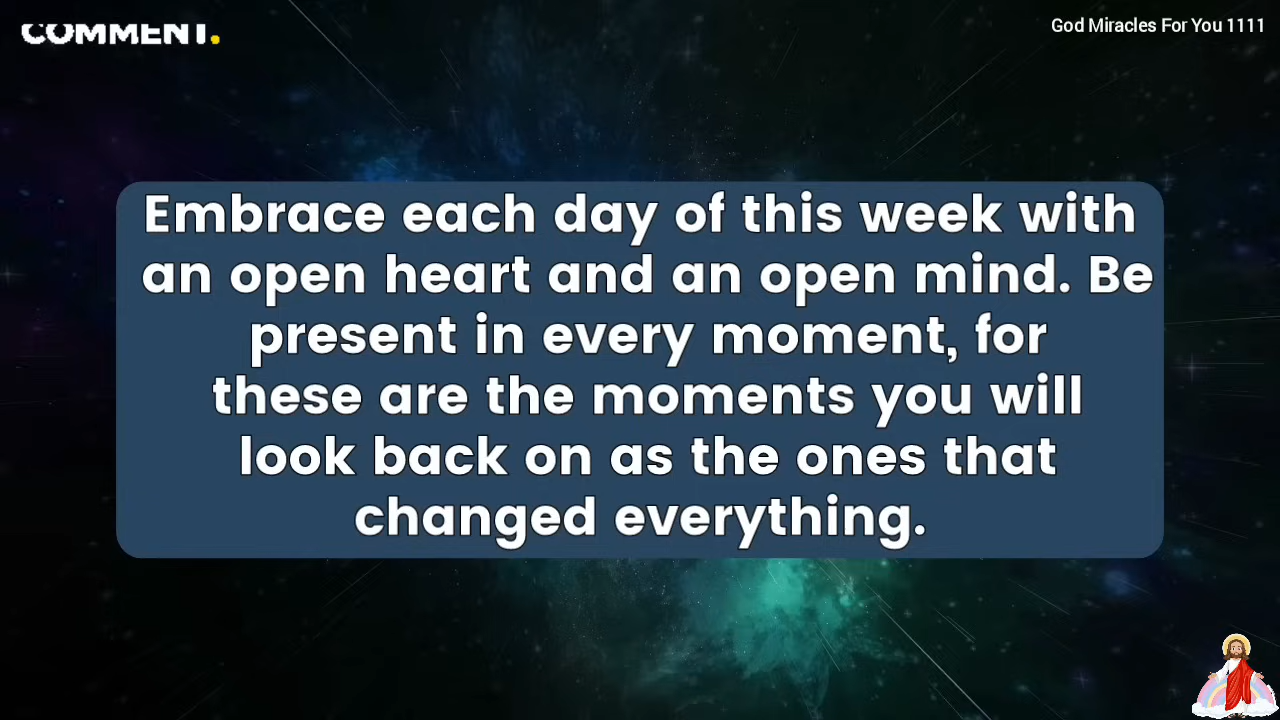 COMMENT.
God Miracles For You 1111
Embrace each day of this week with
an open heart and an open mind. Be
present in every moment, for
these are the moments you will
look back on as the ones that
changed everything.